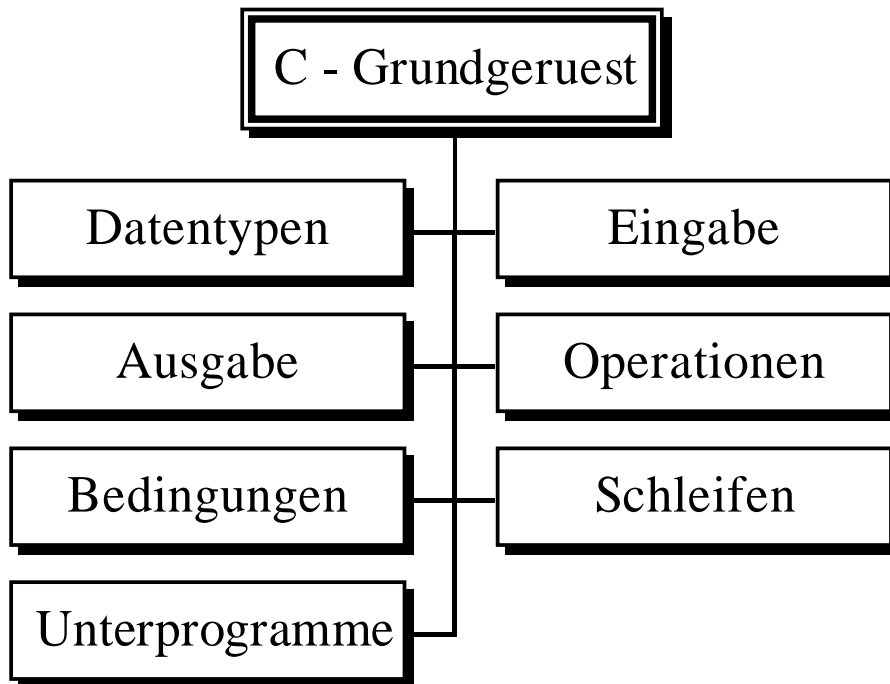 C - Grundgeruest
Datentypen
Eingabe
Ausgabe
Operationen
Bedingungen
Schleifen
Unterprogramme